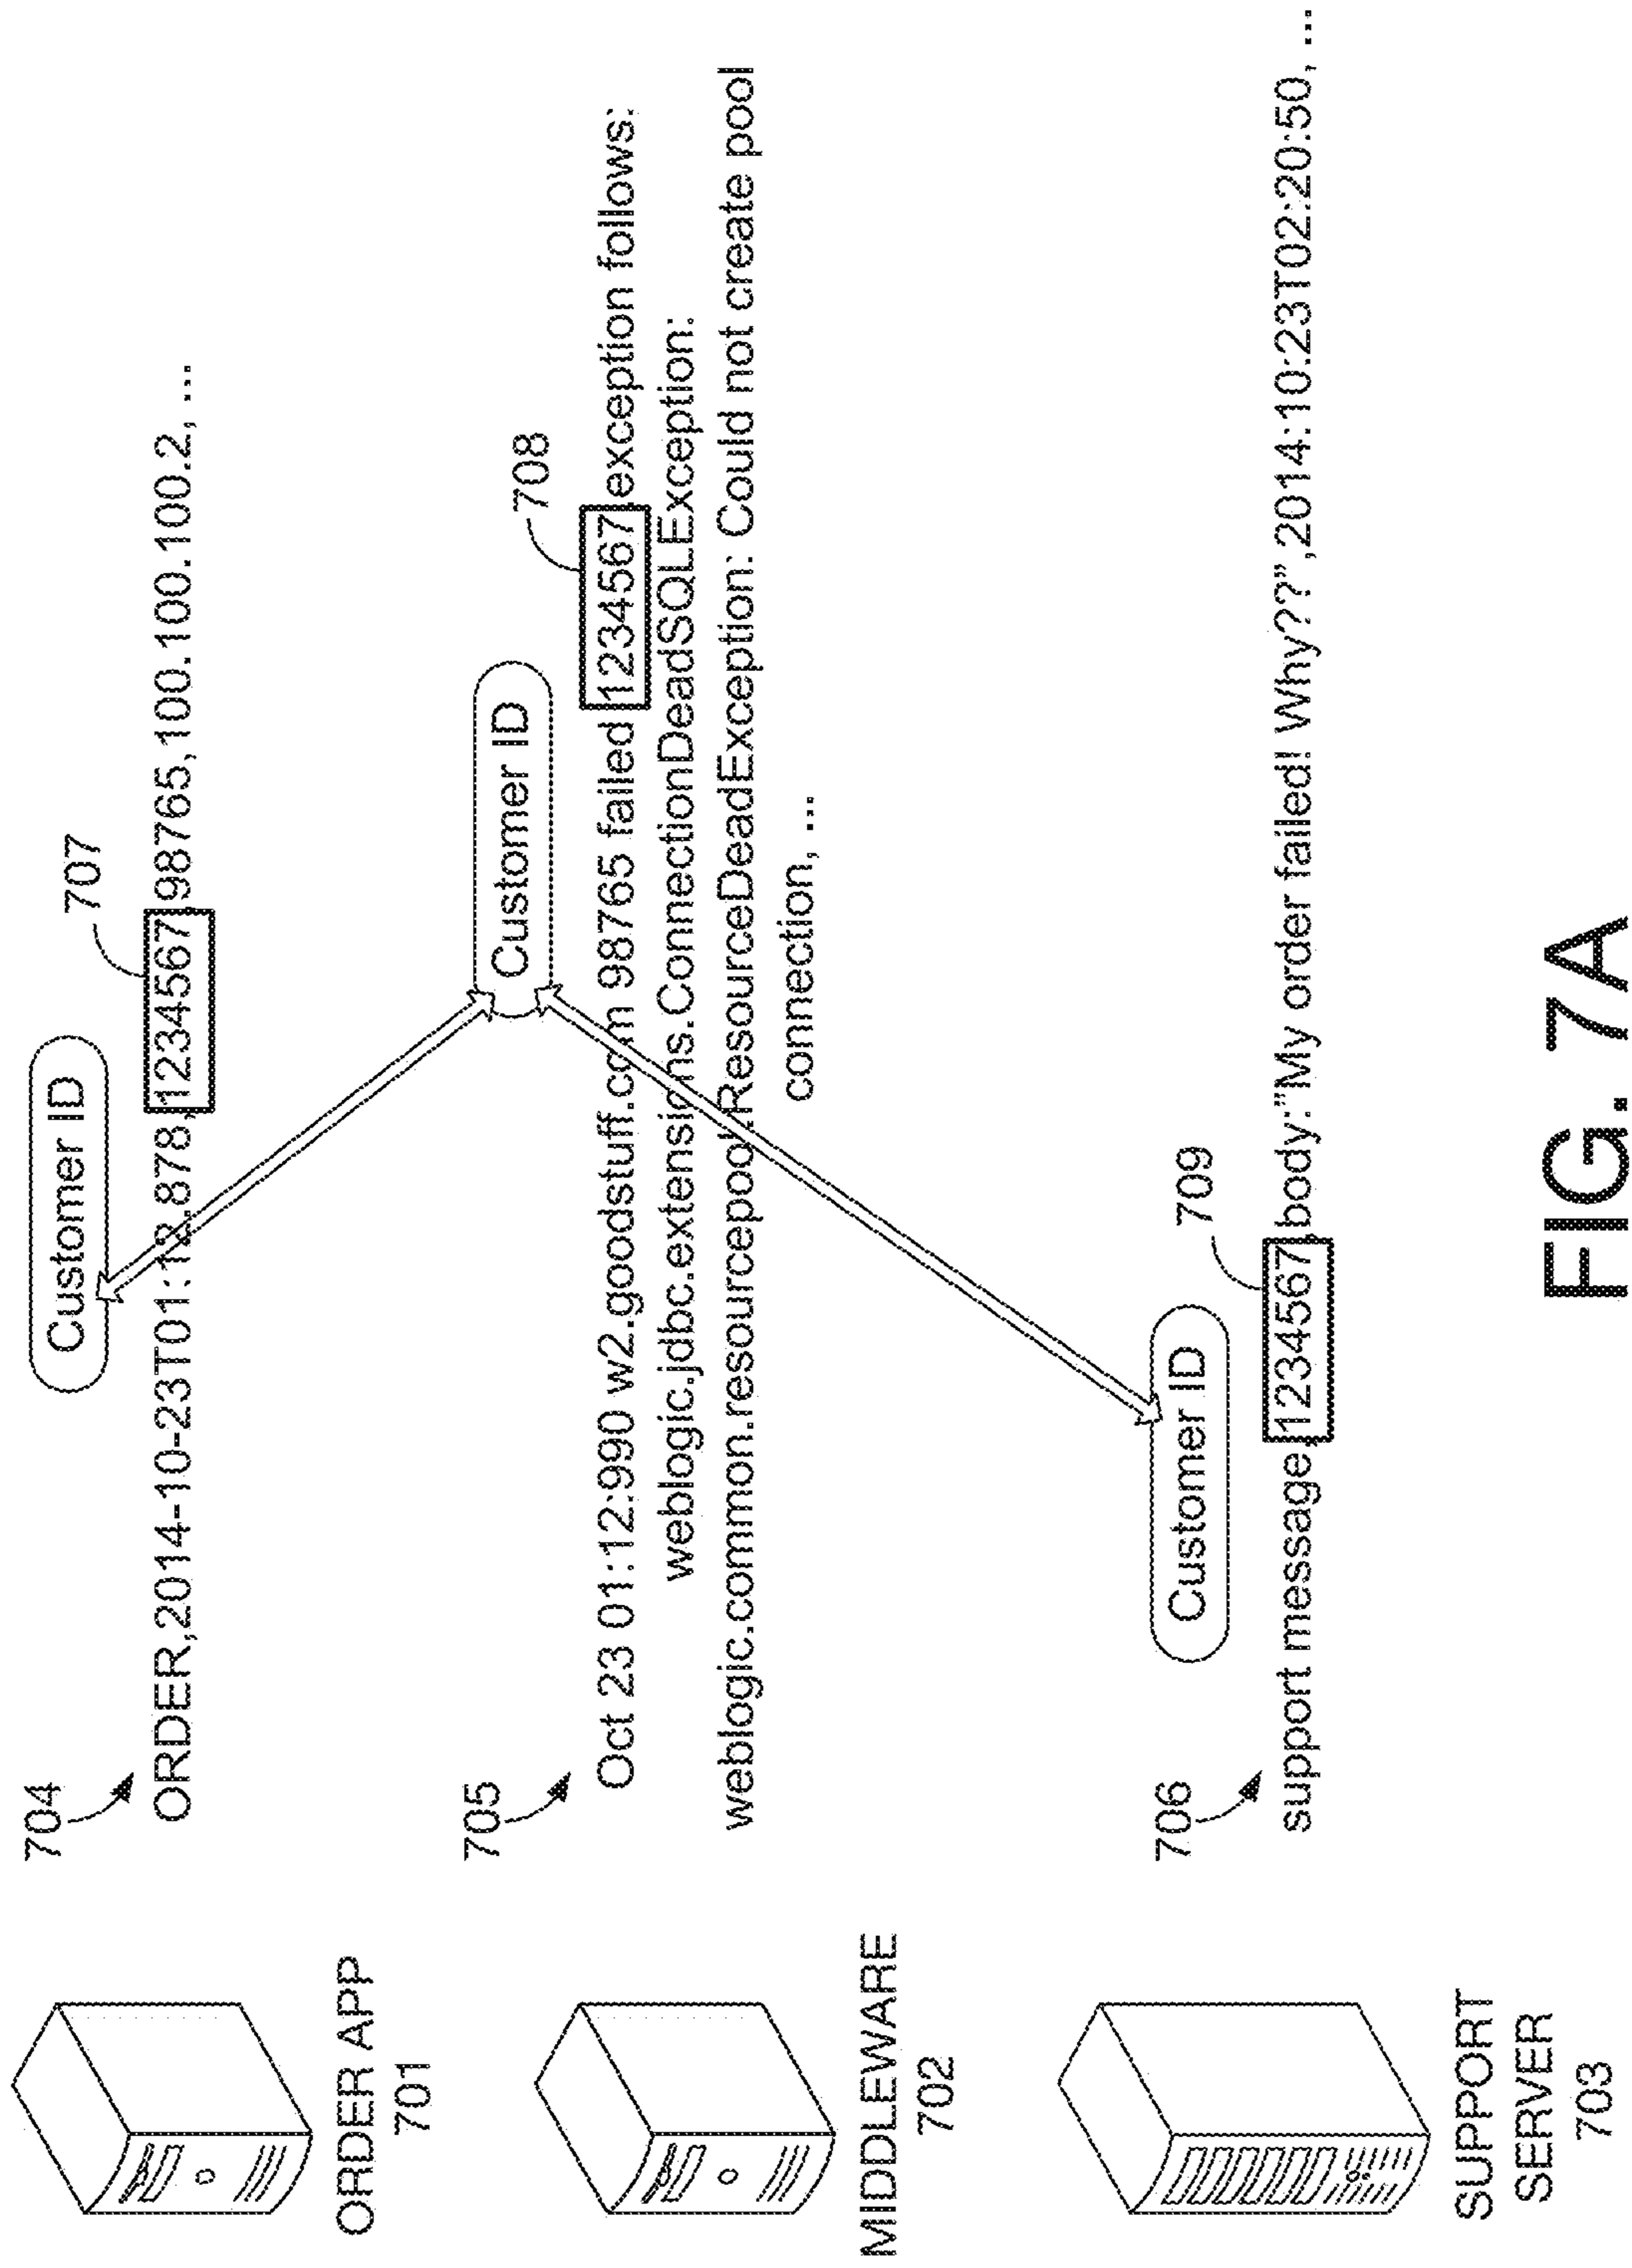 704
Customer ID
707
ORDER,2014-10-23T01:12.878,1234567,98765,100.100.100.2, ...
ORDER APP
701
705
Customer ID
708
Oct 23 01:12:990 w2.goodstuff.com 98765 failed 1234567,exception follows:
weblogic.jdbc.extensions.ConnectionDeadSQLException:
weblogic.common.resourcepool.ResourceDeadException: Could not create pool
connection, ...
MIDDLEWARE
702
706
Customer ID
709
support message,1234567,body:"My order failed! Why??",2014:10:23T02:20:50, ...
SUPPORT
SERVER
703
FIG. 7A